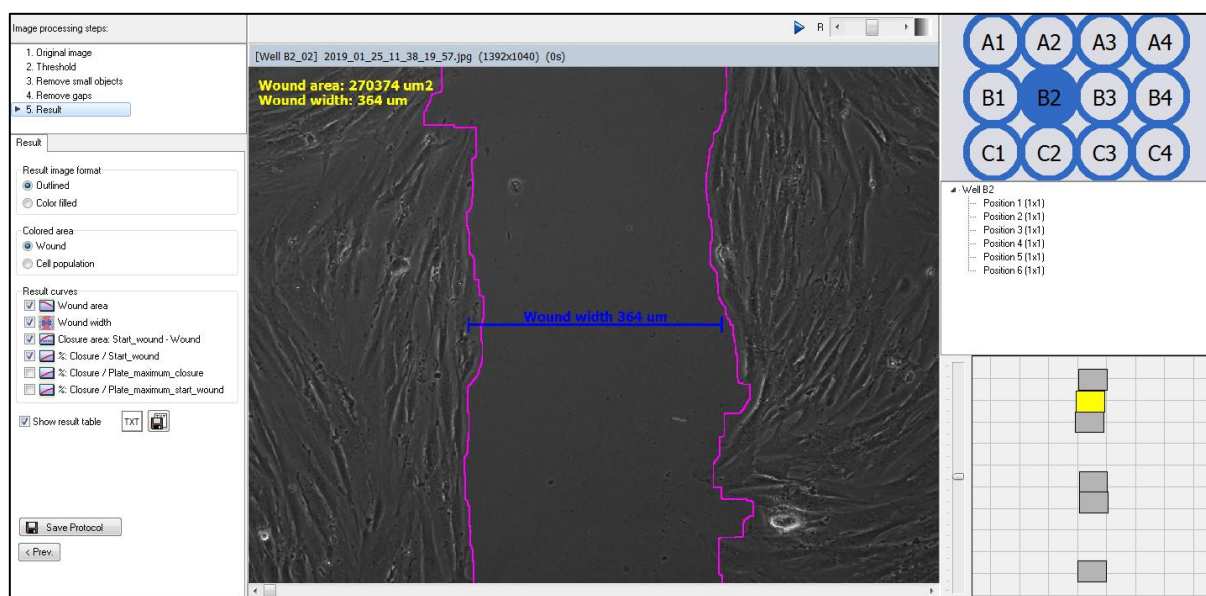 Image processing steps:
1. Original image
2. Threshold
3. Remove small objects
4. Remove gaps
5. Result
Result
Result image format
Outlined
Color filled
Colored area
Wound
Cell population
Result curves
Wound area
Wound width
Closure area: Start_wound - Wound
%: Closure / Start_wound
%: Closure / Plate_maximum_closure
%: Closure / Plate_maximum_start_wound
Show result table TXT
Save Protocol
< Prev.
R
[Well B2_02] 2019_01_25_11_38_19_57.jpg (1392x1040) (0s)
Wound area: 270374 um2
Wound width: 364 um
Wound width 364 um
A1 A2 A3 A4
B1 B2 B3 B4
C1 C2 C3 C4
Well B2
Position 1 (1x1)
Position 2 (1x1)
Position 3 (1x1)
Position 4 (1x1)
Position 5 (1x1)
Position 6 (1x1)